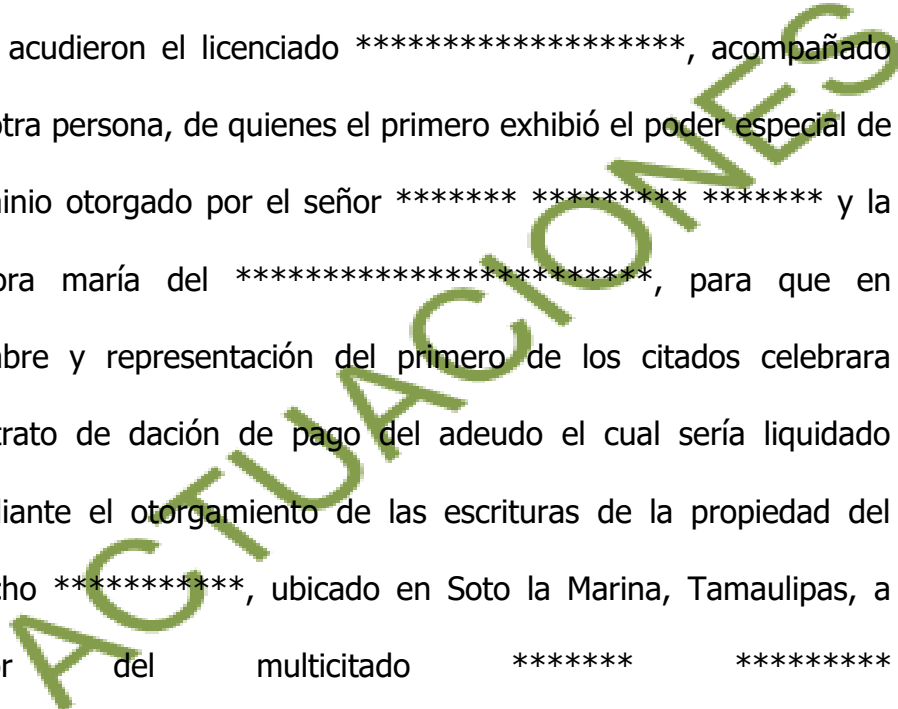 acudieron el licenciado *******************, acompañado
otra persona, de quienes el primero exhibió el poder especial de
inio otorgado por el señor ******* ********* ******* y la
ora maría del ************************, para que en
bre y representación del primero de los citados celebrara
trato de dación de pago del adeudo el cual sería liquidado
iante el otorgamiento de las escrituras de la propiedad del
cho ***********, ubicado en Soto la Marina, Tamaulipas, a
or del multicitado ******* *********
ACTUACIONES